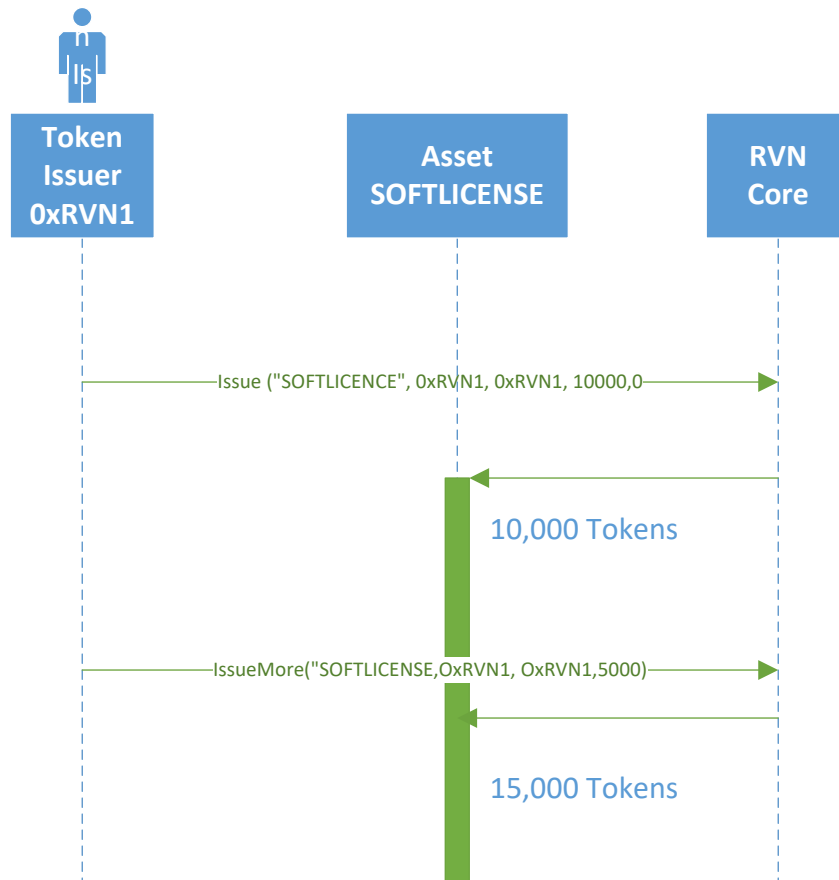 n
Is
Token
Issuer
0xRVN1
Asset
SOFTLICENSE
RVN
Core
Issue ("SOFTLICENCE", 0xRVN1, 0xRVN1, 10000,0
10,000 Tokens
IssueMore("SOFTLICENSE,OxRVN1, OxRVN1,5000)
15,000 Tokens